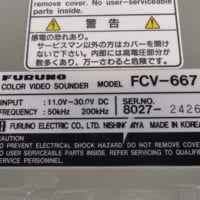 remove cover. No user-serviceable
parts inside.
警告
感電の恐れあり。
サービスマン以外の方はカバーを開け
ないで下さい。内部には高電圧部分が
数多くあり、万一さわると危険です。
FURUNO
COLOR VIDEO SOUNDER MODEL FCV-667
INPUT : 11.0V-30.0V DC SER.NO.
FREQUENCY: 50kHz 200kHz 8027- 2426
FURUNO ELECTRIC CO., LTD. NISHINOMIYA MADE IN KOREA
CAUTION
TO PREVENT ELECTRICAL SHOCK HAZARD, DO NOT REMOVE COVER.
NO USER SERVICEABLE PARTS INSIDE. REFER SERVICING TO QUALIFIED
PERSONNEL.